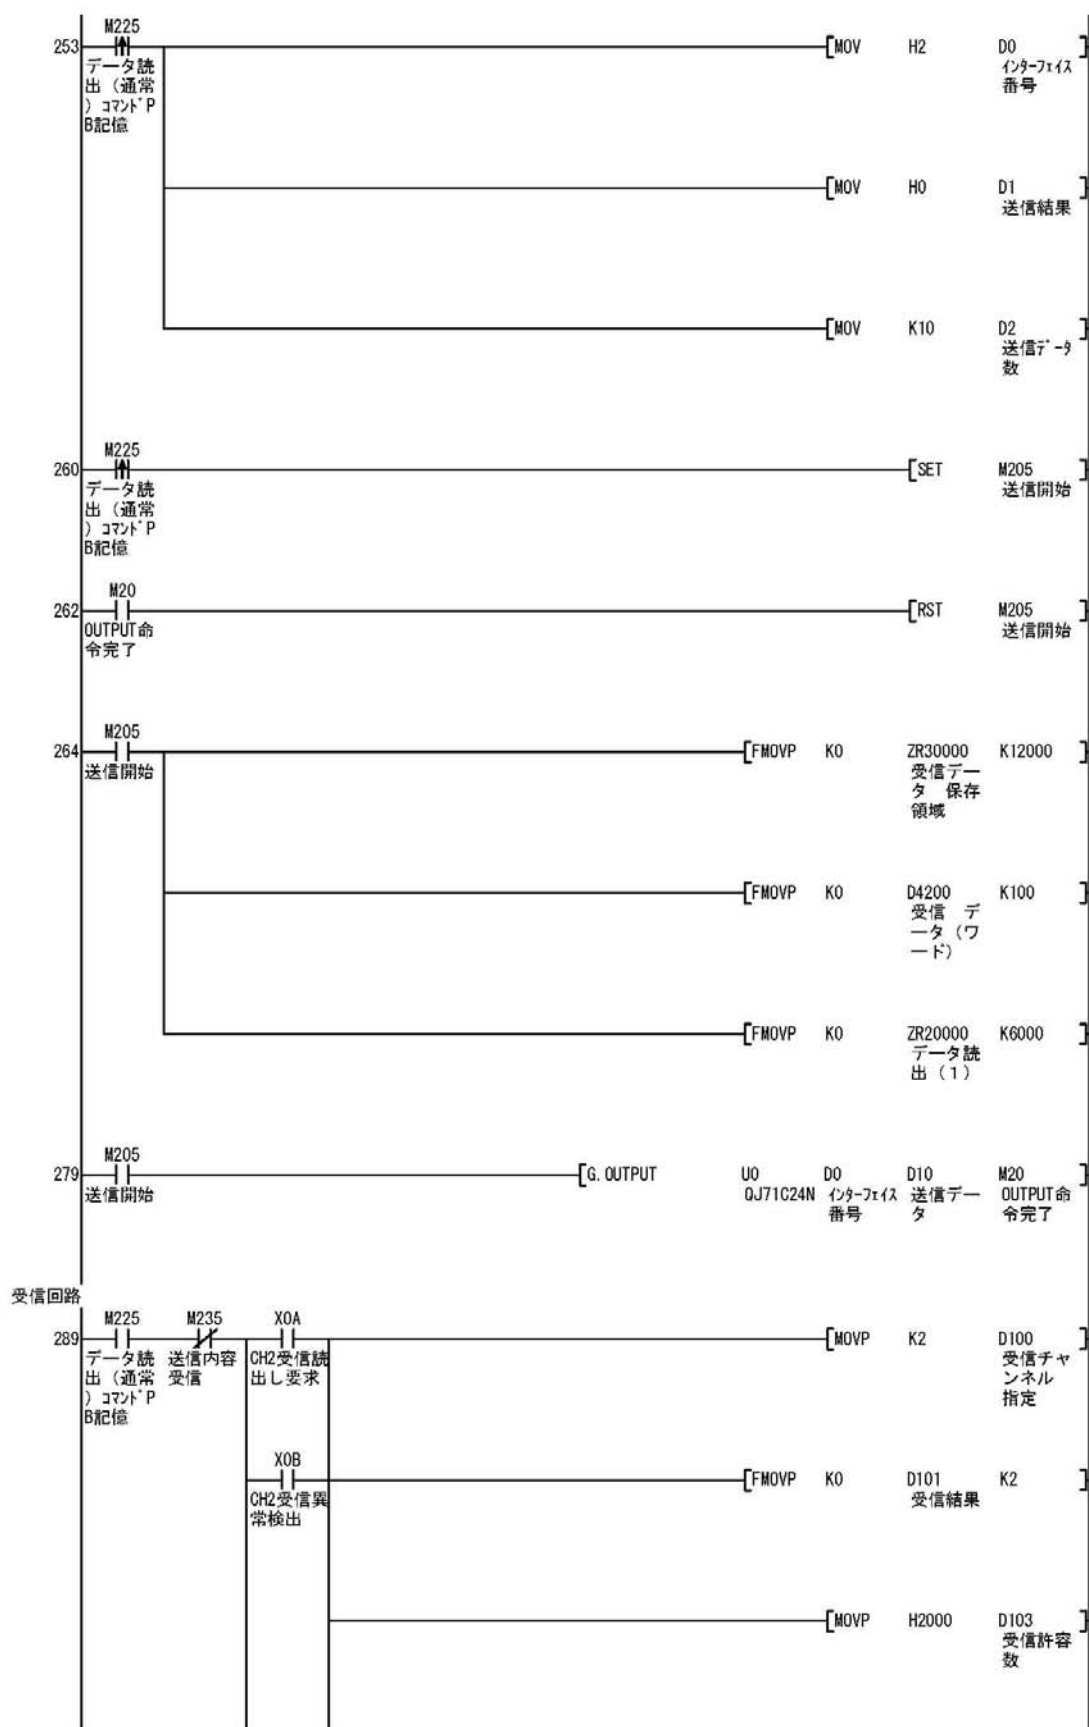 M225
253
[MOV H2 D0 ]
データ読
出（通常
）コマンドP
B記憶
インターフェイス
番号
[MOV H0 D1 ]
送信結果
[MOV K10 D2 ]
送信データ
数
M225
260
[SET M205 ]
データ読
出（通常
）コマンドP
B記憶
送信開始
M20
262
[RST M205 ]
OUTPUT命
令完了
送信開始
M205
264
[FMOVP K0 ZR30000 K12000 ]
送信開始
受信デー
タ　保存
領域
[FMOVP K0 D4200 K100 ]
受信　デ
ータ（ワ
ード）
[FMOVP K0 ZR20000 K6000 ]
データ読
出（１）
M205
279
[G.OUTPUT U0 D0 D10 M20 ]
送信開始
QJ71C24N
インターフェイス
番号
送信デー
タ
OUTPUT命
令完了
受信回路
M225 M235 X0A
289
[MOVP K2 D100 ]
データ読
出（通常
）コマンドP
B記憶
送信内容
受信
CH2受信読
出し要求
受信チャ
ンネル
指定
X0B
[FMOVP K0 D101 K2 ]
CH2受信異
常検出
受信結果
[MOVP H2000 D103 ]
受信許容
数